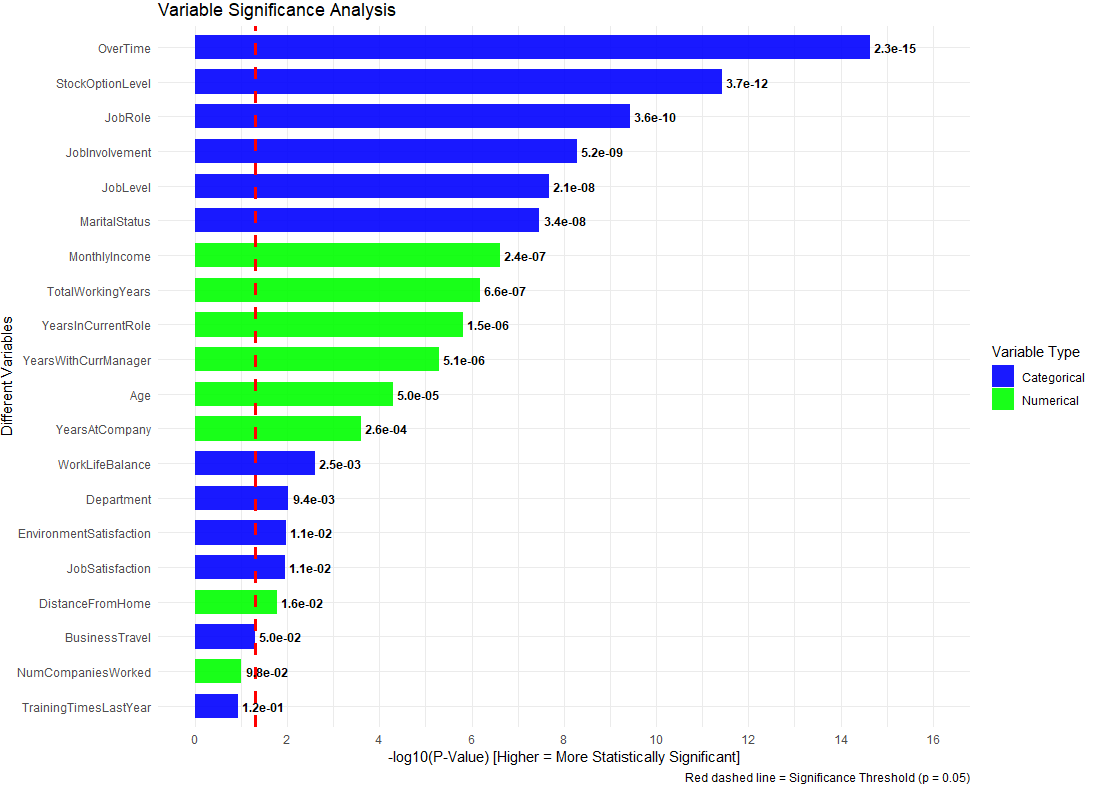 Variable Significance Analysis
Different Variables
OverTime 2.3e-15
StockOptionLevel 3.7e-12
JobRole 3.6e-10
JobInvolvement 5.2e-09
JobLevel 2.1e-08
MaritalStatus 3.4e-08
MonthlyIncome 2.4e-07
TotalWorkingYears 6.6e-07
YearsInCurrentRole 1.5e-06
YearsWithCurrManager 5.1e-06
Age 5.0e-05
YearsAtCompany 2.6e-04
WorkLifeBalance 2.5e-03
Department 9.4e-03
EnvironmentSatisfaction 1.1e-02
JobSatisfaction 1.1e-02
DistanceFromHome 1.6e-02
BusinessTravel 5.0e-02
NumCompaniesWorked 9.8e-02
TrainingTimesLastYear 1.2e-01
0 2 4 6 8 10 12 14 16
-log10(P-Value) [Higher = More Statistically Significant]
Red dashed line = Significance Threshold (p = 0.05)
Variable Type
Categorical
Numerical